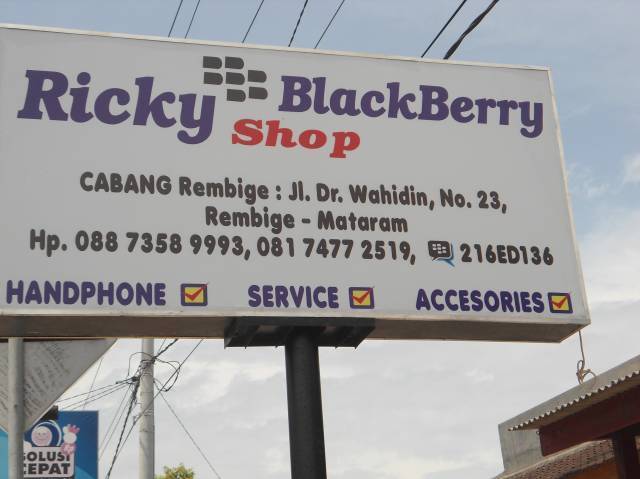 Ricky BlackBerry
Shop
CABANG Rembige : Jl. Dr. Wahidin, No. 23,
Rembige - Mataram
Hp. 088 7358 9993, 081 7477 2519, 216ED136
HANDPHONE SERVICE ACCESORIES
SOLUSI
CEPAT